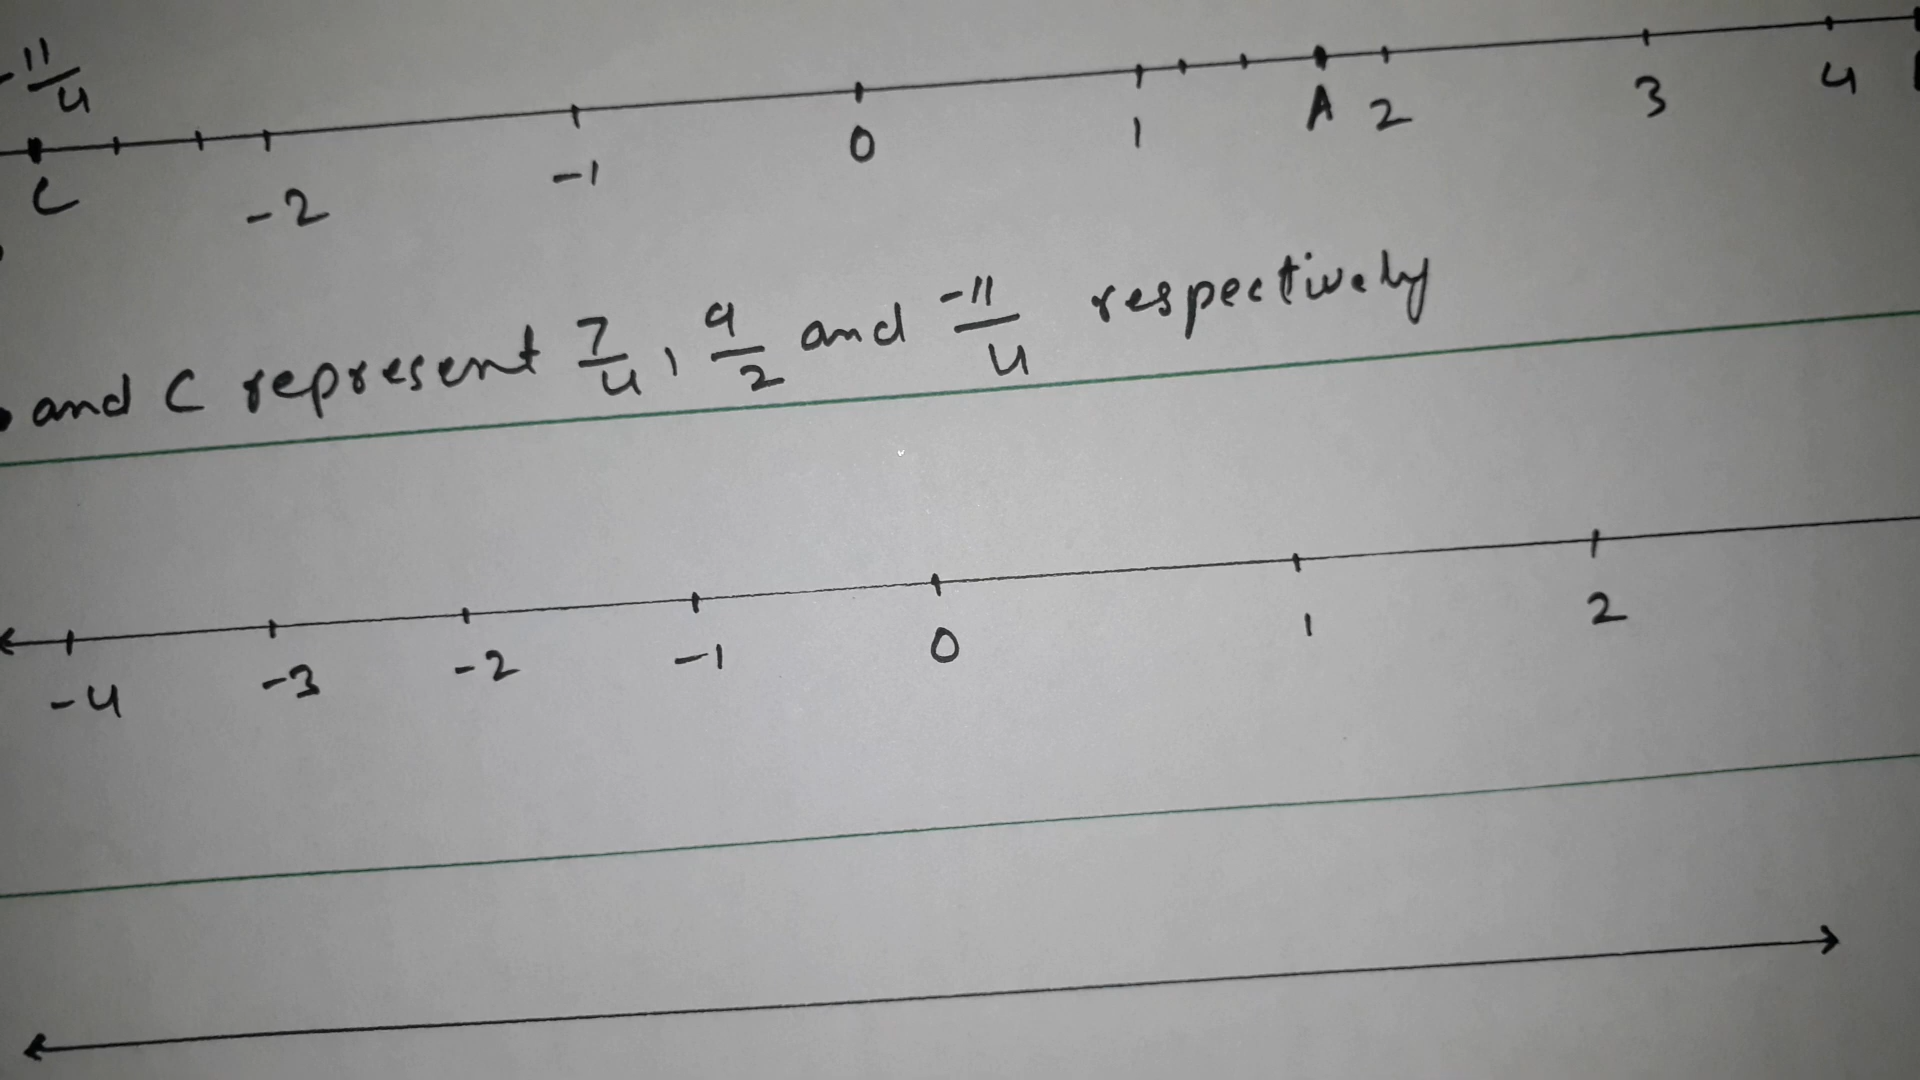 -11/4
C -2 -1 0 1 A 2 3 4
and C represent 7/4, 9/2 and -11/4 respectively
-4 -3 -2 -1 0 1 2